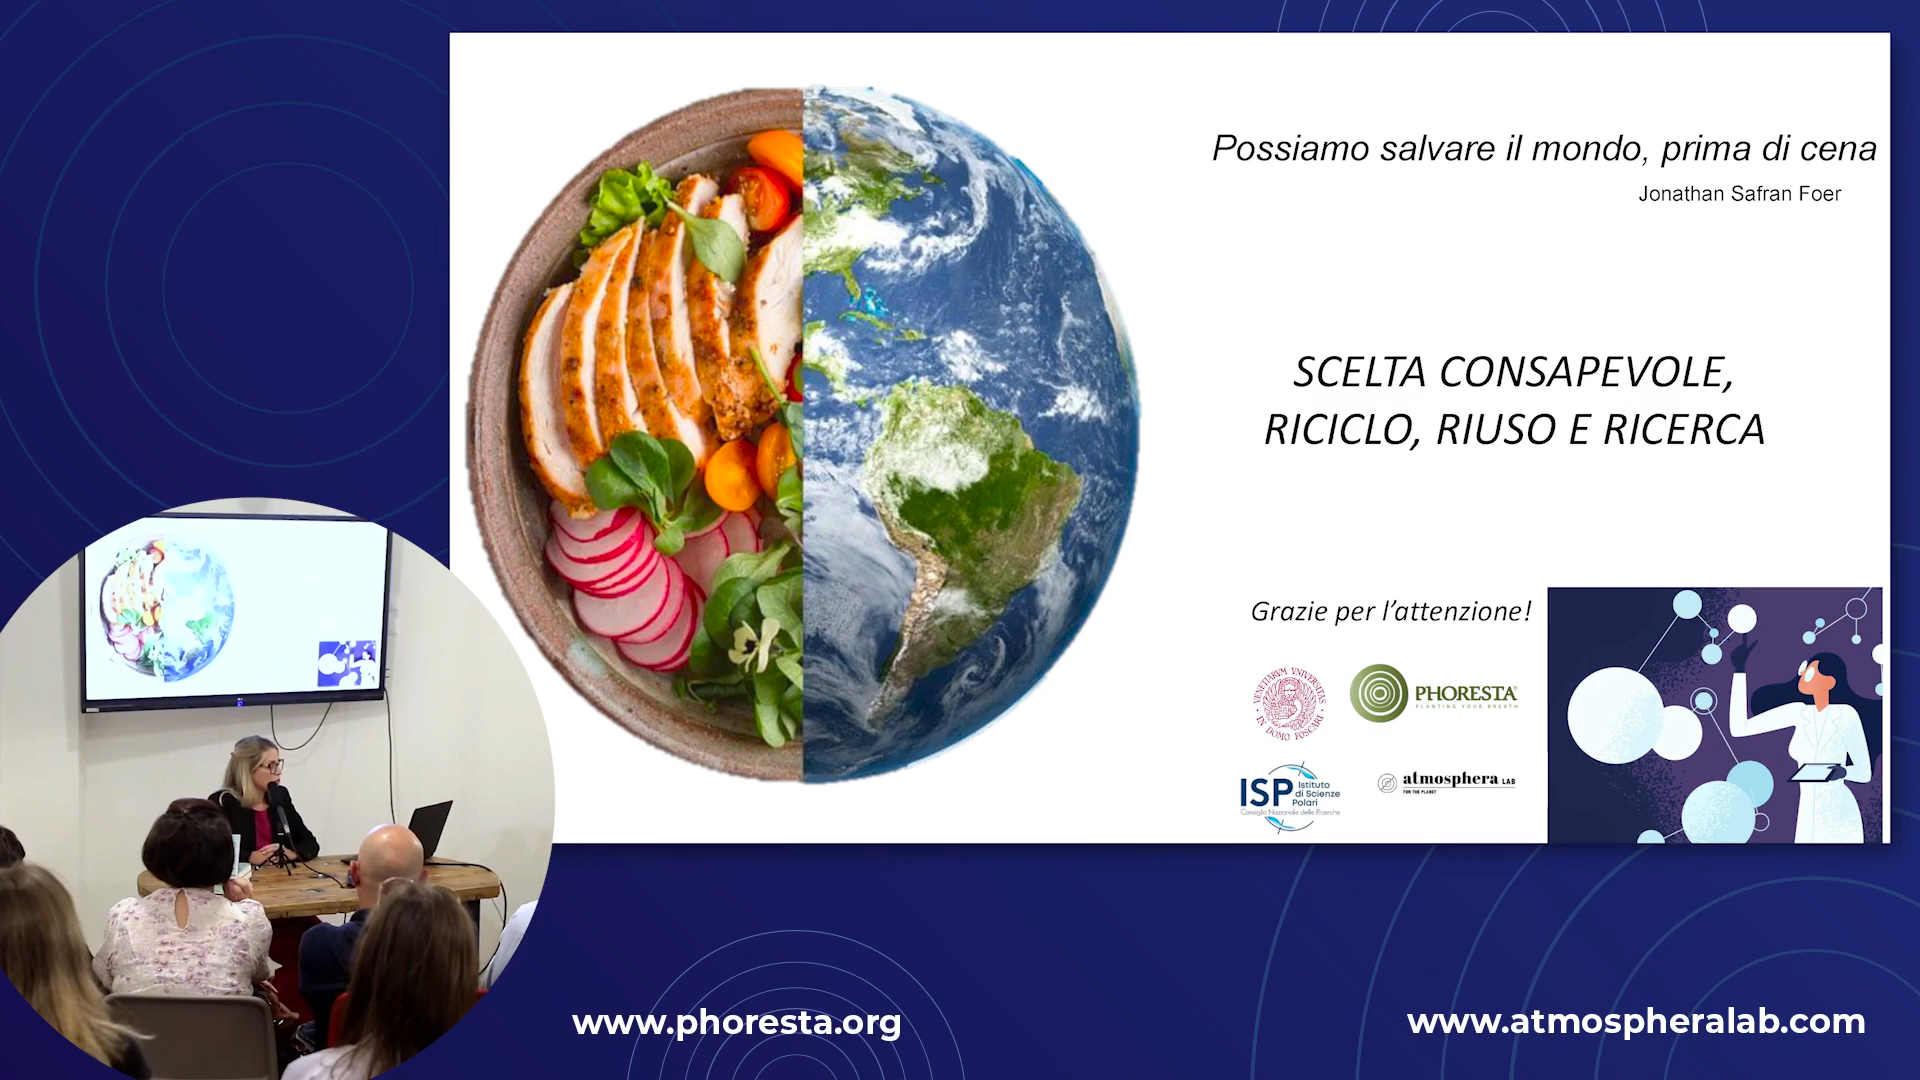 Possiamo salvare il mondo, prima di cena
Jonathan Safran Foer
SCELTA CONSAPEVOLE,
RICICLO, RIUSO E RICERCA
Grazie per l'attenzione!
VENETIARUM UNIVERSITAS
IN DOMO FOSCARI
PHORESTA
PLANTING YOUR BREATH
ISP Istituto
di Scienze
Polari
Consiglio Nazionale delle Ricerche
atmosphera LAB
FOR THE PLANET
www.phoresta.org
www.atmospheralab.com